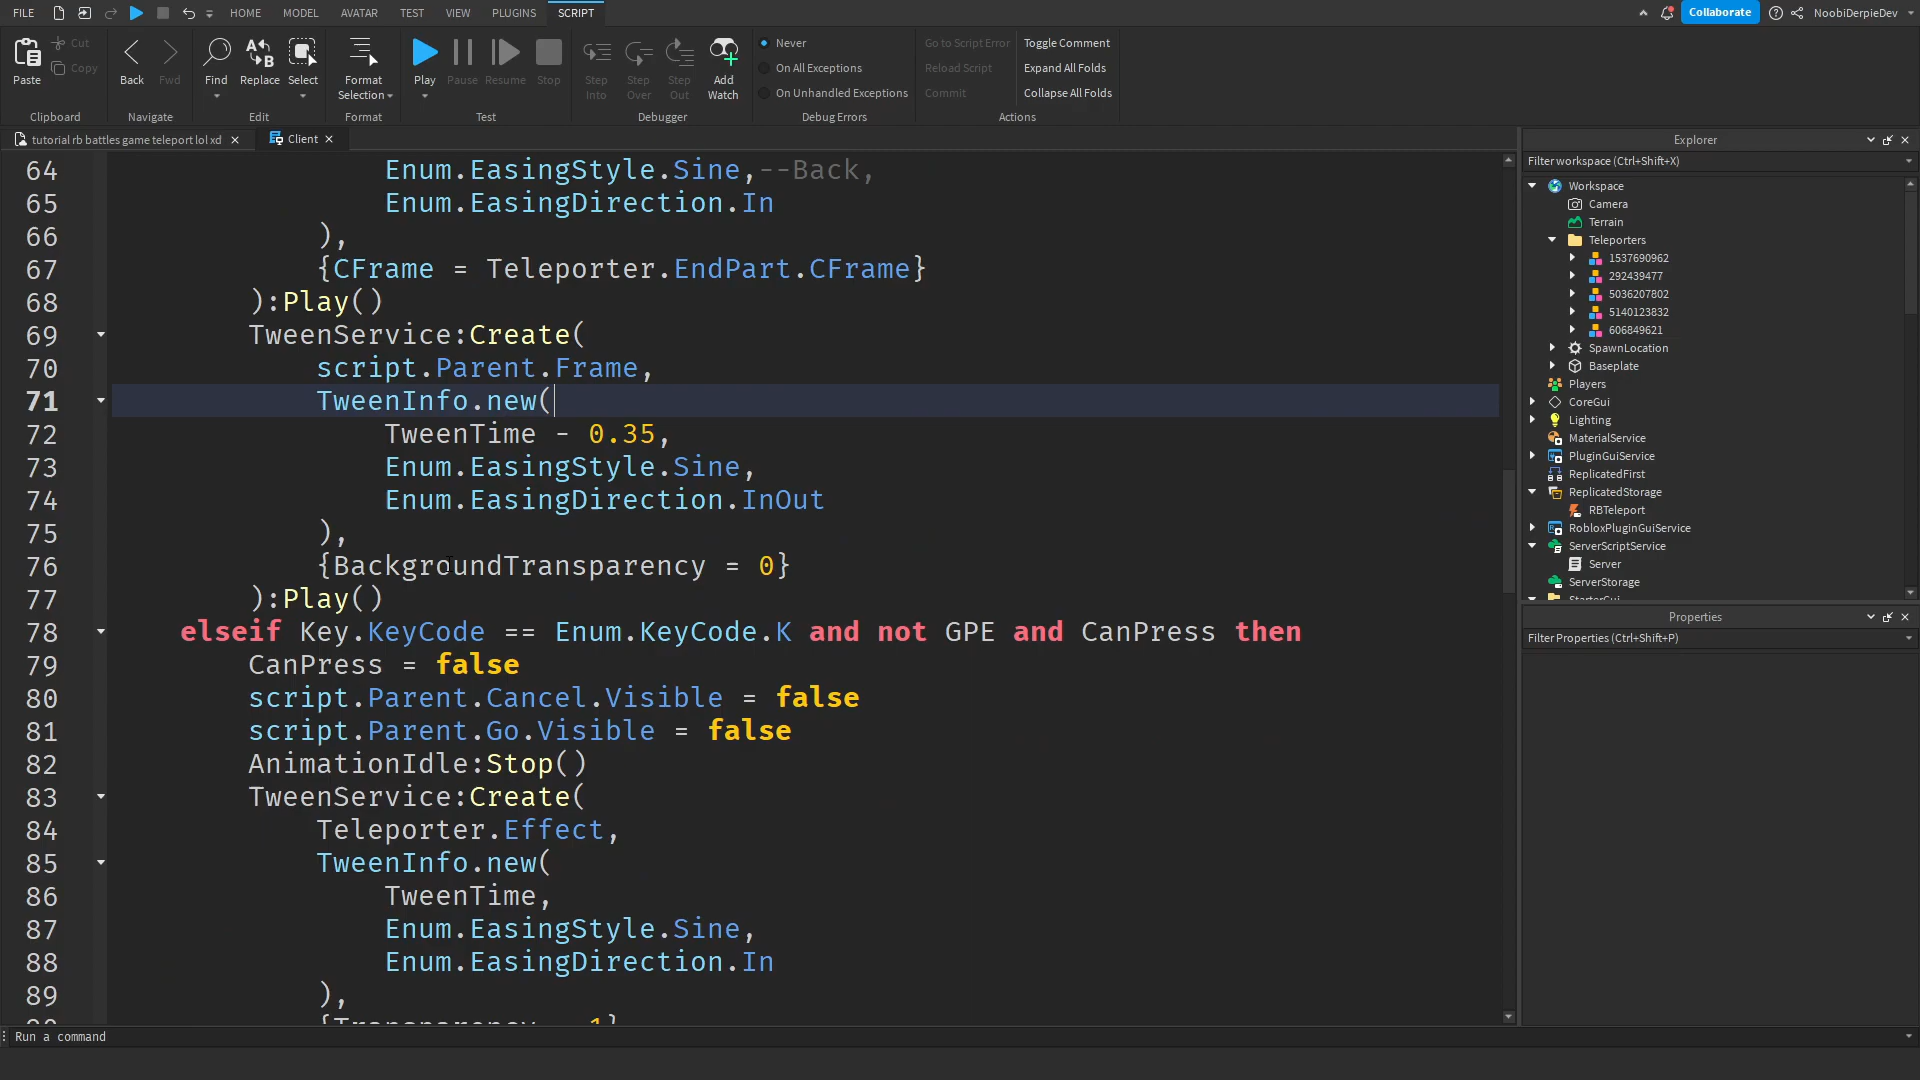 FILE HOME MODEL AVATAR TEST VIEW PLUGINS SCRIPT Collaborate NoobiDerpieDev
Paste Cut Copy Back Fwd Find Replace Select Format Selection Play Pause Resume Stop Step Into Step Over Step Out Add Watch
Never
On All Exceptions
On Unhandled Exceptions
Go to Script Error
Reload Script
Commit
Toggle Comment
Expand All Folds
Collapse All Folds
Clipboard Navigate Edit Format Test Debugger Debug Errors Actions
tutorial rb battles game teleport lol xd × Client ×
64 Enum.EasingStyle.Sine,--Back,
65 Enum.EasingDirection.In
66 ),
67 {CFrame = Teleporter.EndPart.CFrame}
68 ):Play()
69 TweenService:Create(
70 script.Parent.Frame,
71 TweenInfo.new(
72 TweenTime - 0.35,
73 Enum.EasingStyle.Sine,
74 Enum.EasingDirection.InOut
75 ),
76 {BackgroundTransparency = 0}
77 ):Play()
78 elseif Key.KeyCode == Enum.KeyCode.K and not GPE and CanPress then
79 CanPress = false
80 script.Parent.Cancel.Visible = false
81 script.Parent.Go.Visible = false
82 AnimationIdle:Stop()
83 TweenService:Create(
84 Teleporter.Effect,
85 TweenInfo.new(
86 TweenTime,
87 Enum.EasingStyle.Sine,
88 Enum.EasingDirection.In
89 ),
90 {Transparency = 1}
Run a command
Explorer
Filter workspace (Ctrl+Shift+X)
Workspace
Camera
Terrain
Teleporters
1537690962
292439477
5036207802
5140123832
606849621
SpawnLocation
Baseplate
Players
CoreGui
Lighting
MaterialService
PluginGuiService
ReplicatedFirst
ReplicatedStorage
RBTeleport
RobloxPluginGuiService
ServerScriptService
Server
ServerStorage
StarterGui
Properties
Filter Properties (Ctrl+Shift+P)